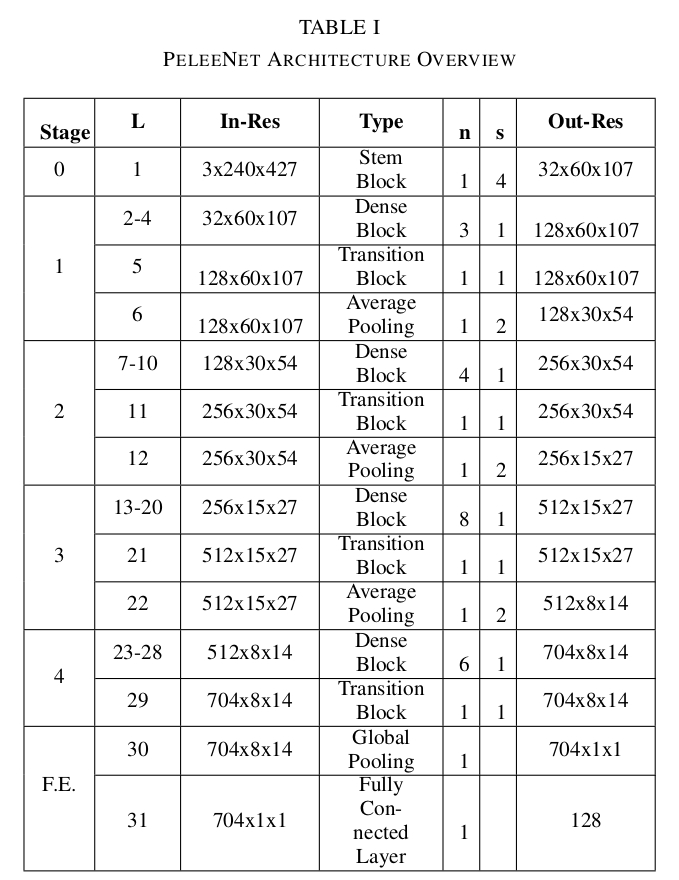 TABLE I
PELEENET ARCHITECTURE OVERVIEW
Stage L In-Res Type n s Out-Res
0 1 3x240x427 Stem Block 1 4 32x60x107
1 2-4 32x60x107 Dense Block 3 1 128x60x107
5 128x60x107 Transition Block 1 1 128x60x107
6 128x60x107 Average Pooling 1 2 128x30x54
2 7-10 128x30x54 Dense Block 4 1 256x30x54
11 256x30x54 Transition Block 1 1 256x30x54
12 256x30x54 Average Pooling 1 2 256x15x27
3 13-20 256x15x27 Dense Block 8 1 512x15x27
21 512x15x27 Transition Block 1 1 512x15x27
22 512x15x27 Average Pooling 1 2 512x8x14
4 23-28 512x8x14 Dense Block 6 1 704x8x14
29 704x8x14 Transition Block 1 1 704x8x14
F.E. 30 704x8x14 Global Pooling 1 704x1x1
31 704x1x1 Fully Con-nected Layer 1 128